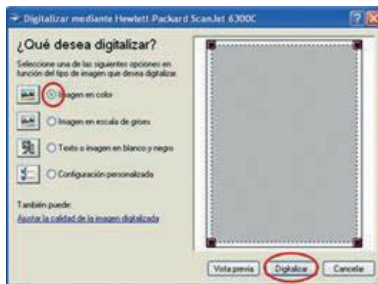 Digitalizar mediante Hewlett Packard ScanJet 6300C
¿Qué desea digitalizar?
Seleccione una de las siguientes opciones en
función del tipo de imagen que desea digitalizar.
Imagen en color
Imagen en escala de grises
Texto o imagen en blanco y negro
Configuración personalizada
También puede:
Ajustar la calidad de la imagen digitalizada
Vista previa
Digitalizar
Cancelar